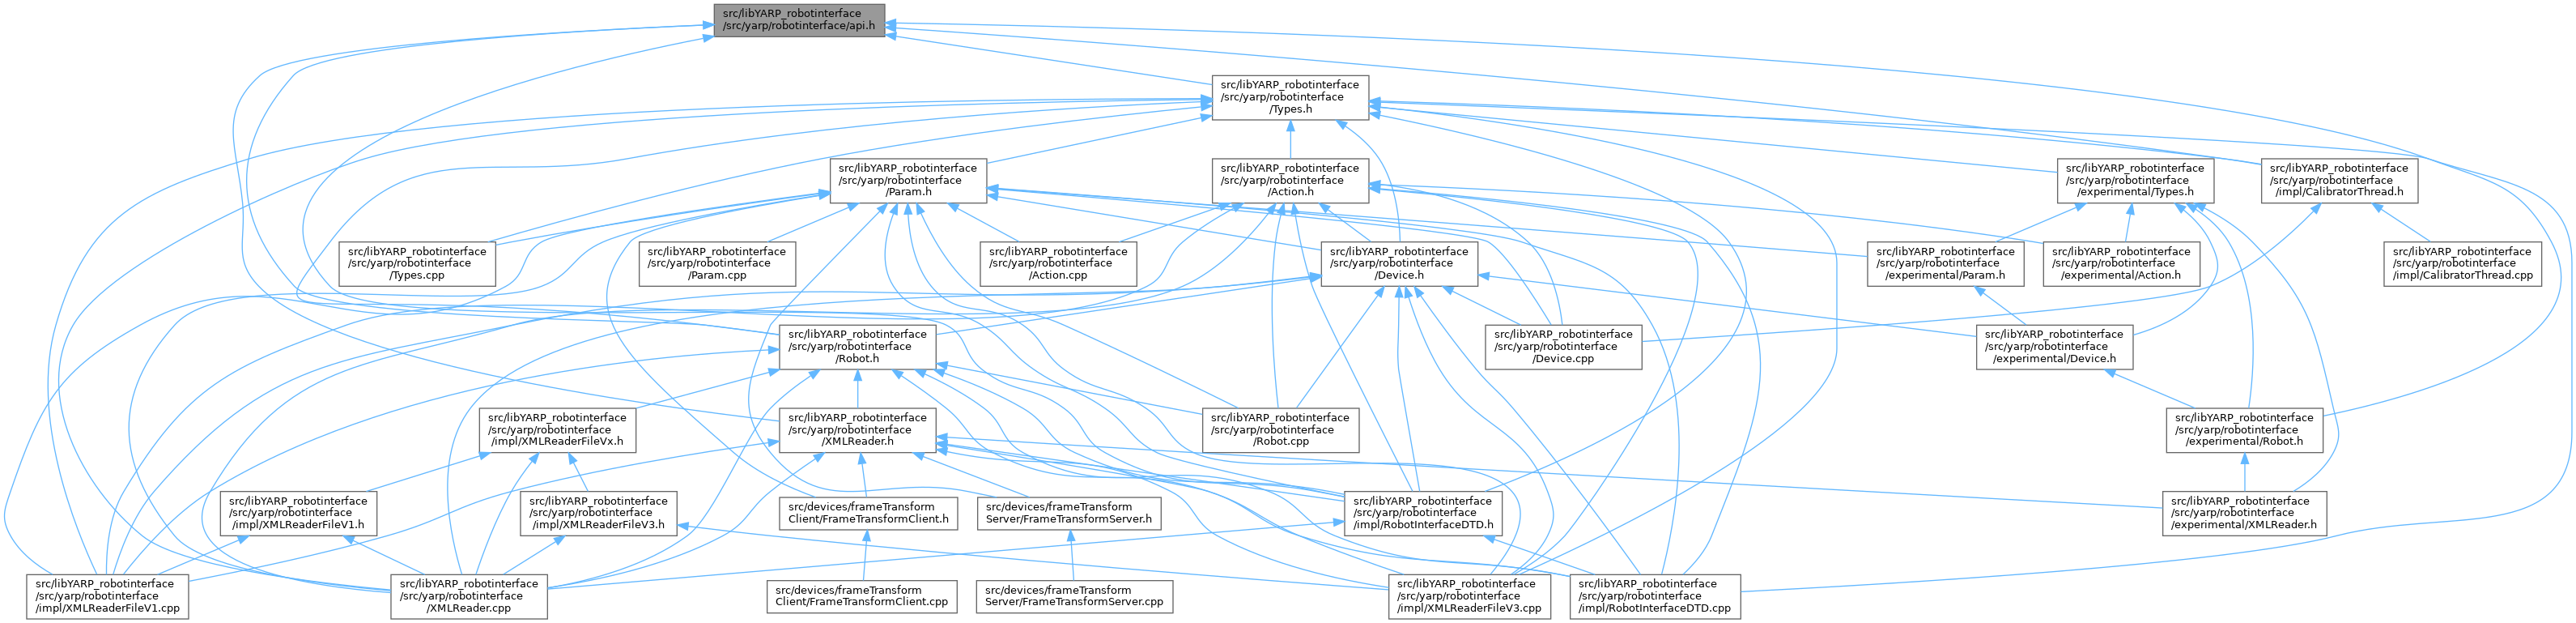 src/libYARP_robotinterface
/src/yarp/robotinterface/api.h
src/libYARP_robotinterface
/src/yarp/robotinterface
/Types.h
src/libYARP_robotinterface
/src/yarp/robotinterface
/Param.h
src/libYARP_robotinterface
/src/yarp/robotinterface
/Action.h
src/libYARP_robotinterface
/src/yarp/robotinterface
/experimental/Types.h
src/libYARP_robotinterface
/src/yarp/robotinterface
/impl/CalibratorThread.h
src/libYARP_robotinterface
/src/yarp/robotinterface
/Types.cpp
src/libYARP_robotinterface
/src/yarp/robotinterface
/Param.cpp
src/libYARP_robotinterface
/src/yarp/robotinterface
/Action.cpp
src/libYARP_robotinterface
/src/yarp/robotinterface
/Device.h
src/libYARP_robotinterface
/src/yarp/robotinterface
/experimental/Param.h
src/libYARP_robotinterface
/src/yarp/robotinterface
/experimental/Action.h
src/libYARP_robotinterface
/src/yarp/robotinterface
/impl/CalibratorThread.cpp
src/libYARP_robotinterface
/src/yarp/robotinterface
/Robot.h
src/libYARP_robotinterface
/src/yarp/robotinterface
/Device.cpp
src/libYARP_robotinterface
/src/yarp/robotinterface
/experimental/Device.h
src/libYARP_robotinterface
/src/yarp/robotinterface
/impl/XMLReaderFileVx.h
src/libYARP_robotinterface
/src/yarp/robotinterface
/XMLReader.h
src/libYARP_robotinterface
/src/yarp/robotinterface
/Robot.cpp
src/libYARP_robotinterface
/src/yarp/robotinterface
/experimental/Robot.h
src/libYARP_robotinterface
/src/yarp/robotinterface
/impl/XMLReaderFileV1.h
src/libYARP_robotinterface
/src/yarp/robotinterface
/impl/XMLReaderFileV3.h
src/devices/frameTransform
Client/FrameTransformClient.h
src/devices/frameTransform
Server/FrameTransformServer.h
src/libYARP_robotinterface
/src/yarp/robotinterface
/impl/RobotInterfaceDTD.h
src/libYARP_robotinterface
/src/yarp/robotinterface
/experimental/XMLReader.h
src/libYARP_robotinterface
/src/yarp/robotinterface
/impl/XMLReaderFileV1.cpp
src/libYARP_robotinterface
/src/yarp/robotinterface
/XMLReader.cpp
src/devices/frameTransform
Client/FrameTransformClient.cpp
src/devices/frameTransform
Server/FrameTransformServer.cpp
src/libYARP_robotinterface
/src/yarp/robotinterface
/impl/XMLReaderFileV3.cpp
src/libYARP_robotinterface
/src/yarp/robotinterface
/impl/RobotInterfaceDTD.cpp